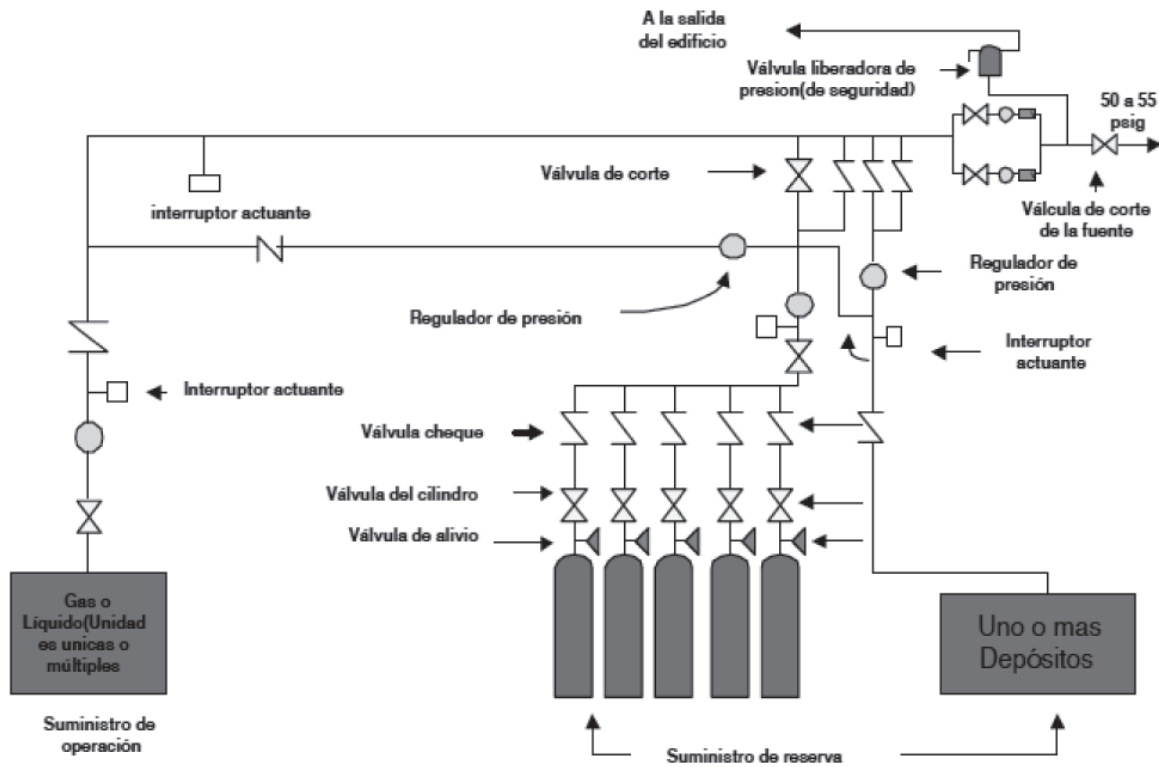 A la salida
del edificio
Válvula liberadora de
presion(de seguridad)
50 a 55
psig
Válvula de corte
interruptor actuante
Válcula de corte
de la fuente
Regulador de
presión
Regulador de presión
Interruptor
actuante
Interruptor actuante
Válvula cheque
Válvula del cilindro
Válvula de alivio
Gas o
Líquido(Unidad
es unicas o
múltiples
Uno o mas
Depósitos
Suministro de
operación
Suministro de reserva